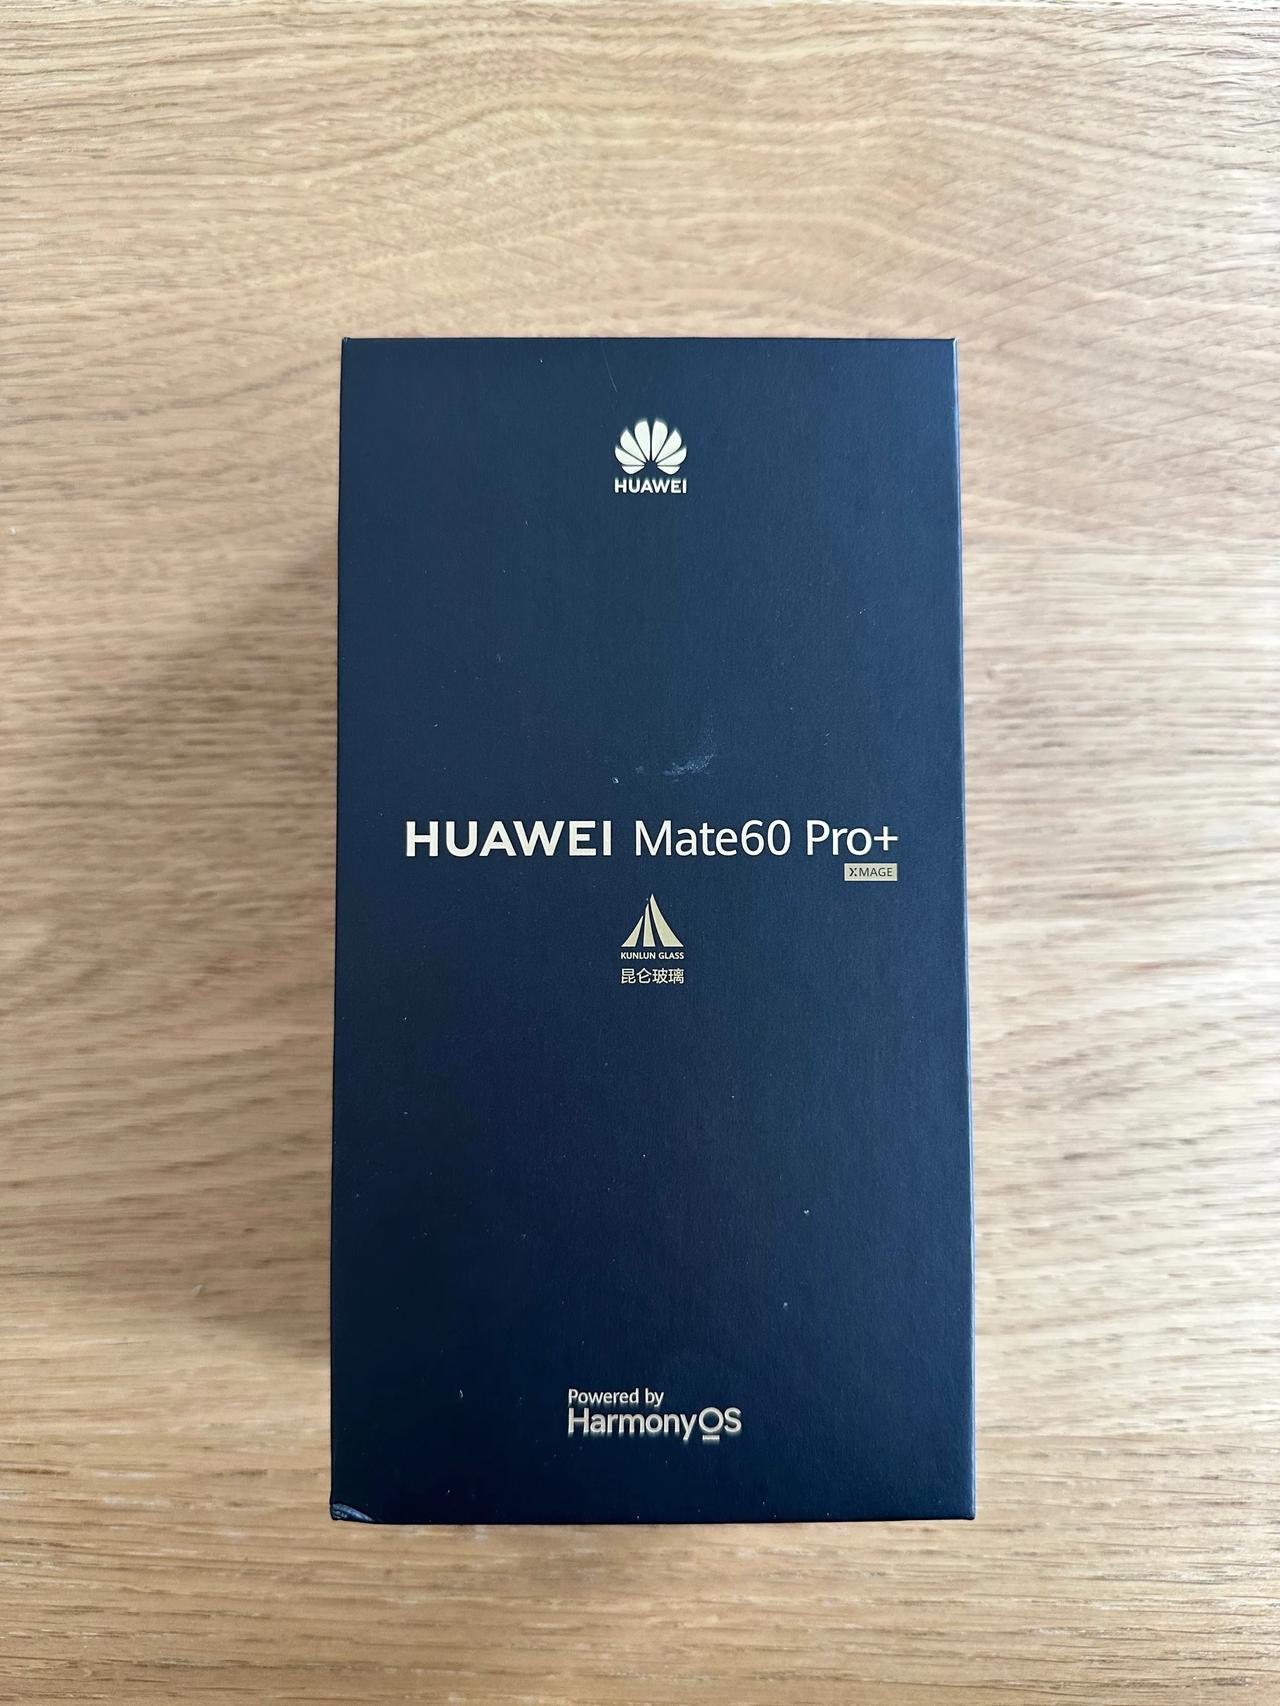 HUAWEI
HUAWEI Mate60 Pro+
XMAGE
KUNLUN GLASS
昆仑玻璃
Powered by
HarmonyOS